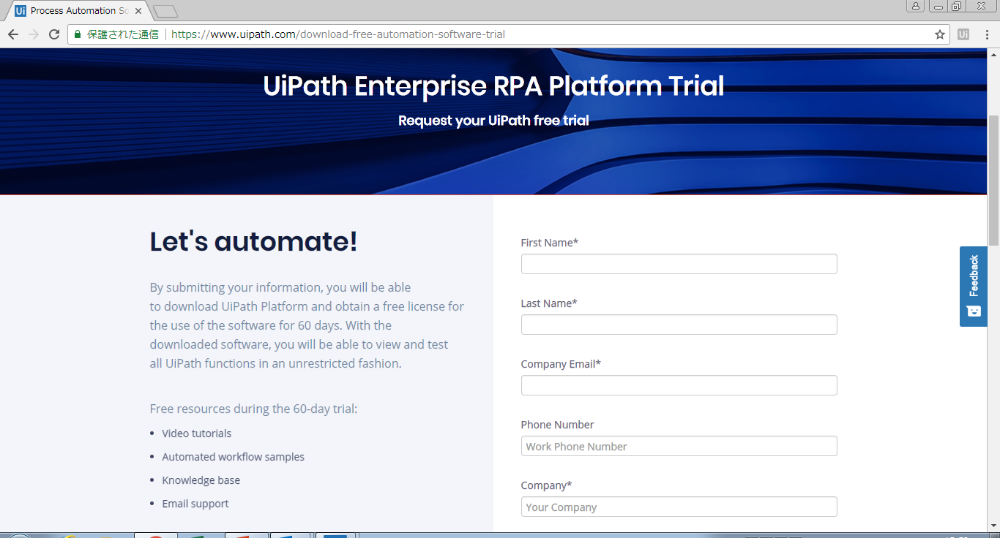 Ui Process Automation So
保護された通信 https://www.uipath.com/download-free-automation-software-trial
Ui
UiPath Enterprise RPA Platform Trial
Request your UiPath free trial
Let's automate!
By submitting your information, you will be able
to download UiPath Platform and obtain a free license for
the use of the software for 60 days. With the
downloaded software, you will be able to view and test
all UiPath functions in an unrestricted fashion.
Free resources during the 60-day trial:
Video tutorials
Automated workflow samples
Knowledge base
Email support
First Name*
Last Name*
Company Email*
Phone Number
Work Phone Number
Company*
Your Company
Feedback